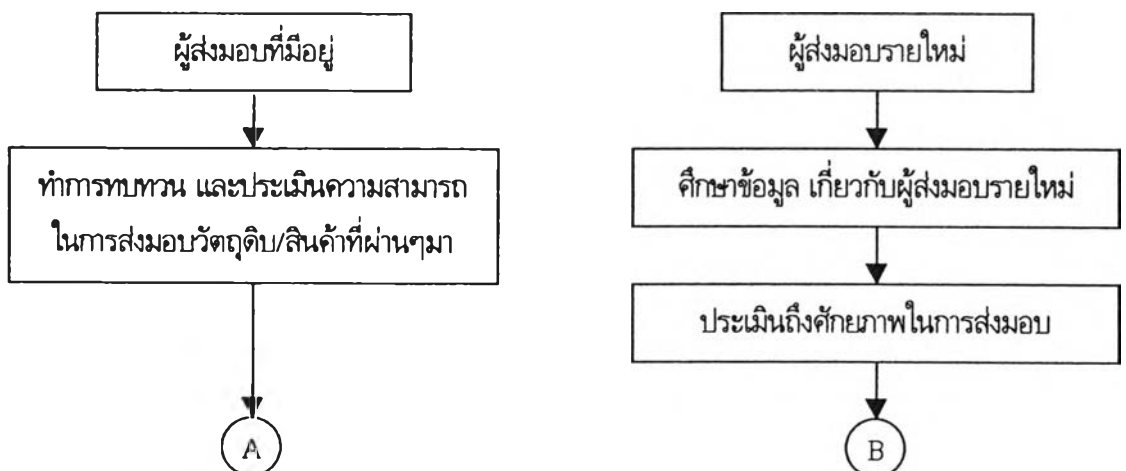 ผู้ส่งมอบที่มีอยู่
ทำการทบทวน และประเมินความสามารถ
ในการส่งมอบวัตถุดิบ/สินค้าที่ผ่านๆมา
A
ผู้ส่งมอบรายใหม่
ศึกษาข้อมูล เกี่ยวกับผู้ส่งมอบรายใหม่
ประเมินถึงศักยภาพในการส่งมอบ
B